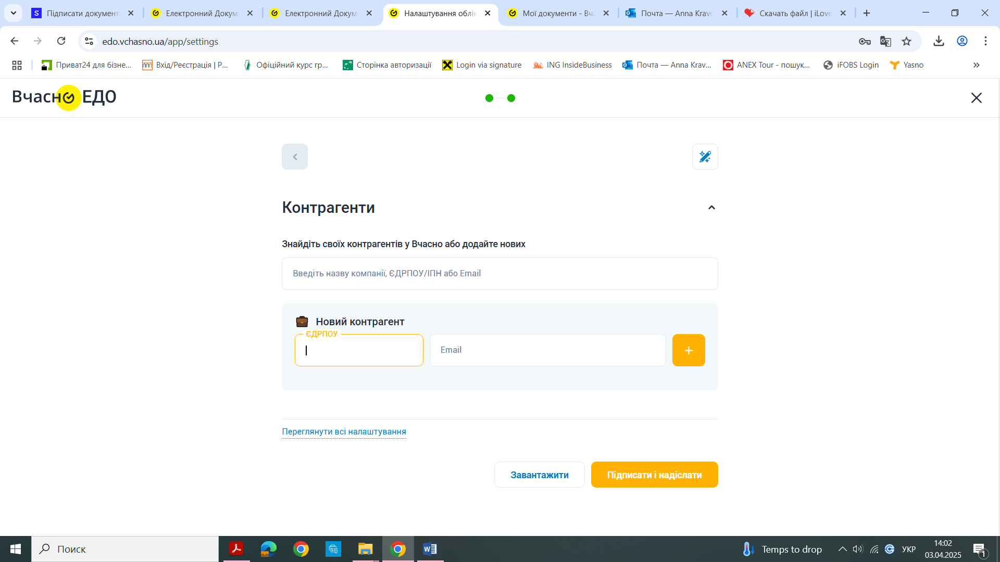 Підписати документ
Електронний Докум
Електронний Докум
Налаштування облік
Мої документи - Вча
Почта — Anna Kravc
Скачать файл | iLove
edo.vchasno.ua/app/settings
Приват24 для бізне...
Вхід/Реєстрація | Р...
Офіційний курс гр...
Сторінка авторизації
Login via signature
ING InsideBusiness
Почта — Anna Krav...
ANEX Tour - пошук...
iFOBS Login
Yasno
Вчасно ЕДО
Контрагенти
Знайдіть своїх контрагентів у Вчасно або додайте нових
Введіть назву компанії, ЄДРПОУ/ІПН або Email
Новий контрагент
ЄДРПОУ
Email
Переглянути всі налаштування
Завантажити
Підписати і надіслати
Поиск
Temps to drop
УКР
14:02
03.04.2025
1